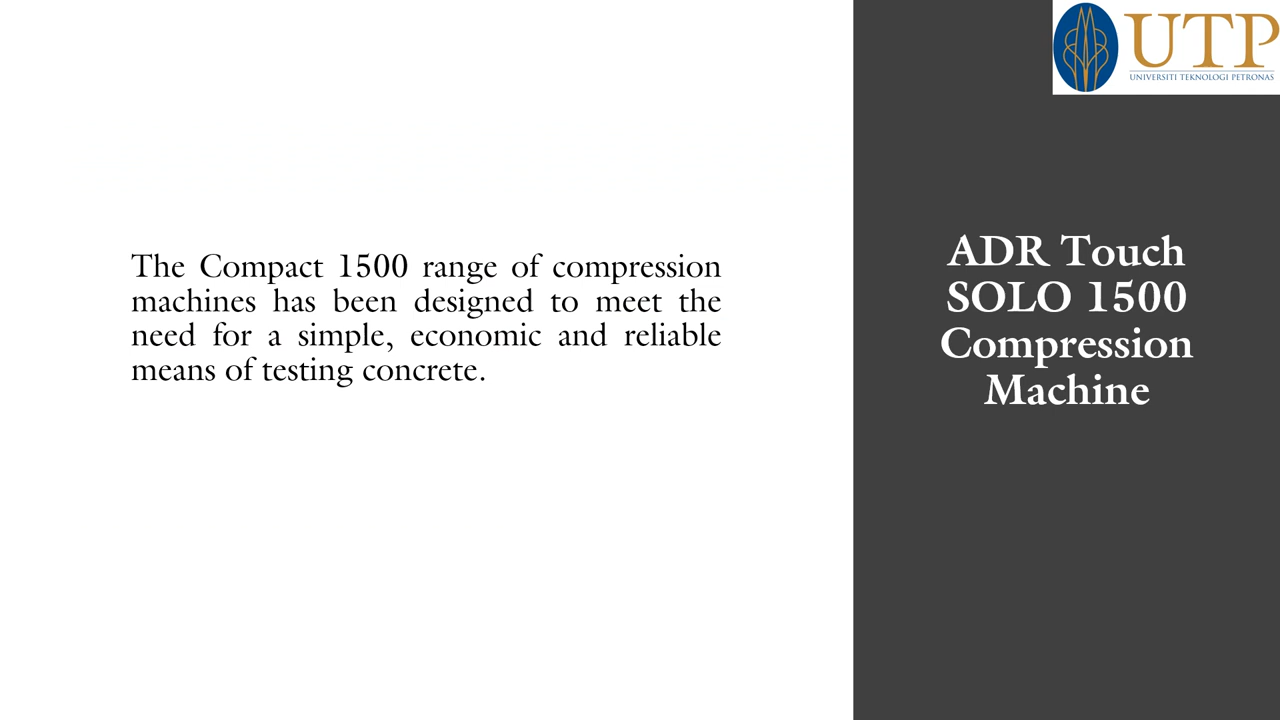 UTP
UNIVERSITI TEKNOLOGI PETRONAS
The Compact 1500 range of compression
machines has been designed to meet the
need for a simple, economic and reliable
means of testing concrete.
ADR Touch
SOLO 1500
Compression
Machine